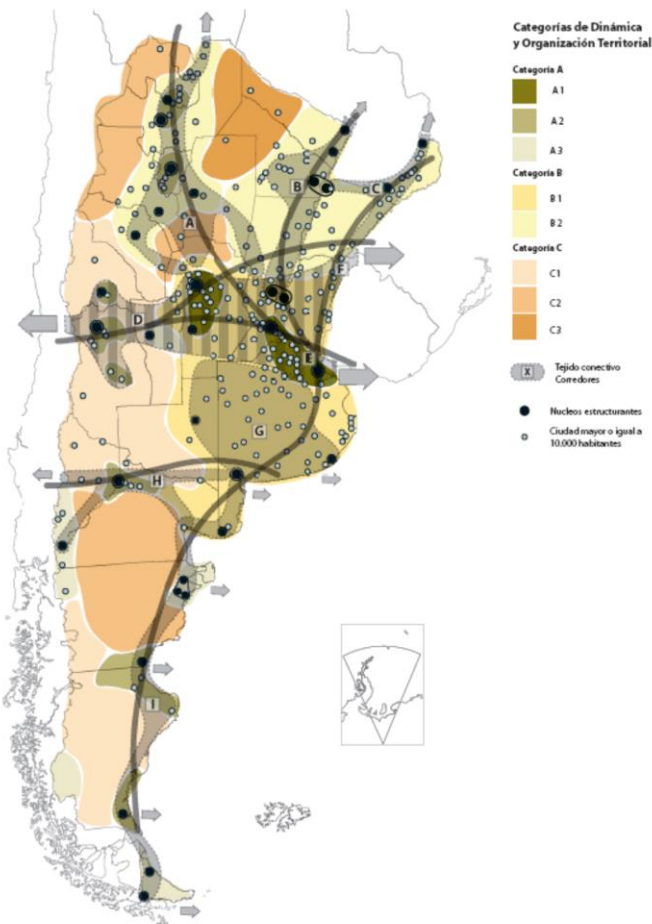 Categorías de Dinámica
y Organización Territorial
Categoría A
A 1
A 2
A 3
Categoría B
B 1
B 2
Categoría C
C1
C2
C3
X
Tejido conectivo
Corredores
Nucleos estructurantes
Ciudad mayor o igual a
10.000 habitantes
B
C
A
F
D
E
G
H
I